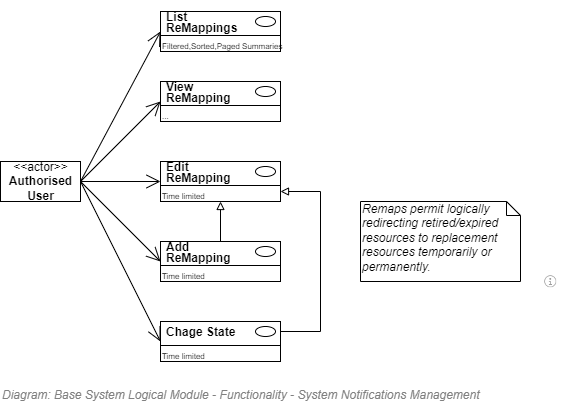 List
ReMappings
Filtered,Sorted,Paged Summaries
View
ReMapping
...
<<actor>>
Authorised
User
Edit
ReMapping
Time limited
Remaps permit logically
redirecting retired/expired
resources to replacement
resources temporarily or
permanently.
Add
ReMapping
Time limited
Chage State
Time limited
Diagram: Base System Logical Module - Functionality - System Notifications Management